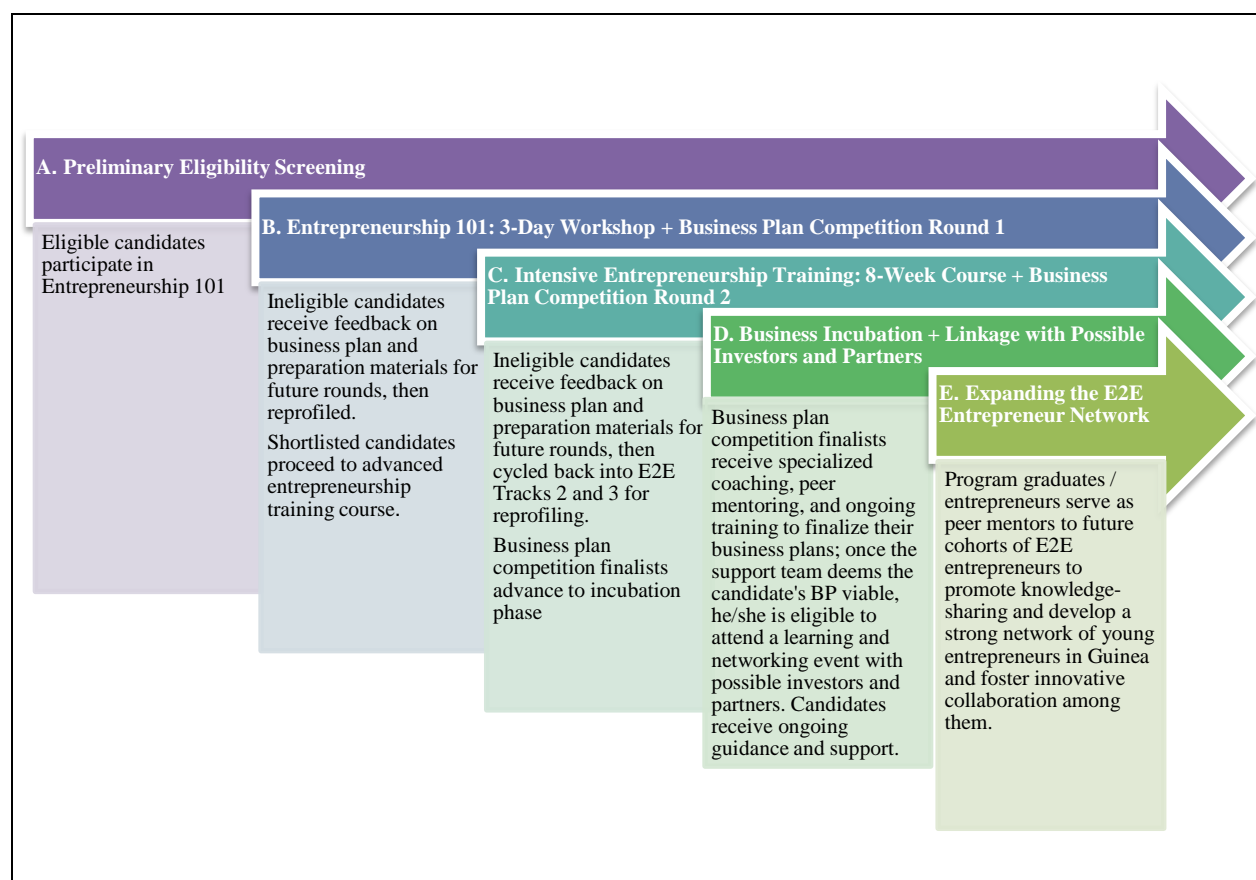 A. Preliminary Eligibility Screening
Eligible candidates
participate in
Entrepreneurship 101
B. Entrepreneurship 101: 3-Day Workshop + Business Plan Competition Round 1
Ineligible candidates
receive feedback on
business plan and
preparation materials for
future rounds, then
reprofiled.
Shortlisted candidates
proceed to advanced
entrepreneurship
training course.
C. Intensive Entrepreneurship Training: 8-Week Course + Business
Plan Competition Round 2
Ineligible candidates
receive feedback on
business plan and
preparation materials for
future rounds, then
cycled back into E2E
Tracks 2 and 3 for
reprofiling.
Business plan
competition finalists
advance to incubation
phase
D. Business Incubation + Linkage with Possible
Investors and Partners
Business plan
competition finalists
receive specialized
coaching, peer
mentoring, and ongoing
training to finalize their
business plans; once the
support team deems the
candidate's BP viable,
he/she is eligible to
attend a learning and
networking event with
possible investors and
partners. Candidates
receive ongoing
guidance and support.
E. Expanding the E2E
Entrepreneur Network
Program graduates /
entrepreneurs serve as
peer mentors to future
cohorts of E2E
entrepreneurs to
promote knowledge-
sharing and develop a
strong network of young
entrepreneurs in Guinea
and foster innovative
collaboration among
them.